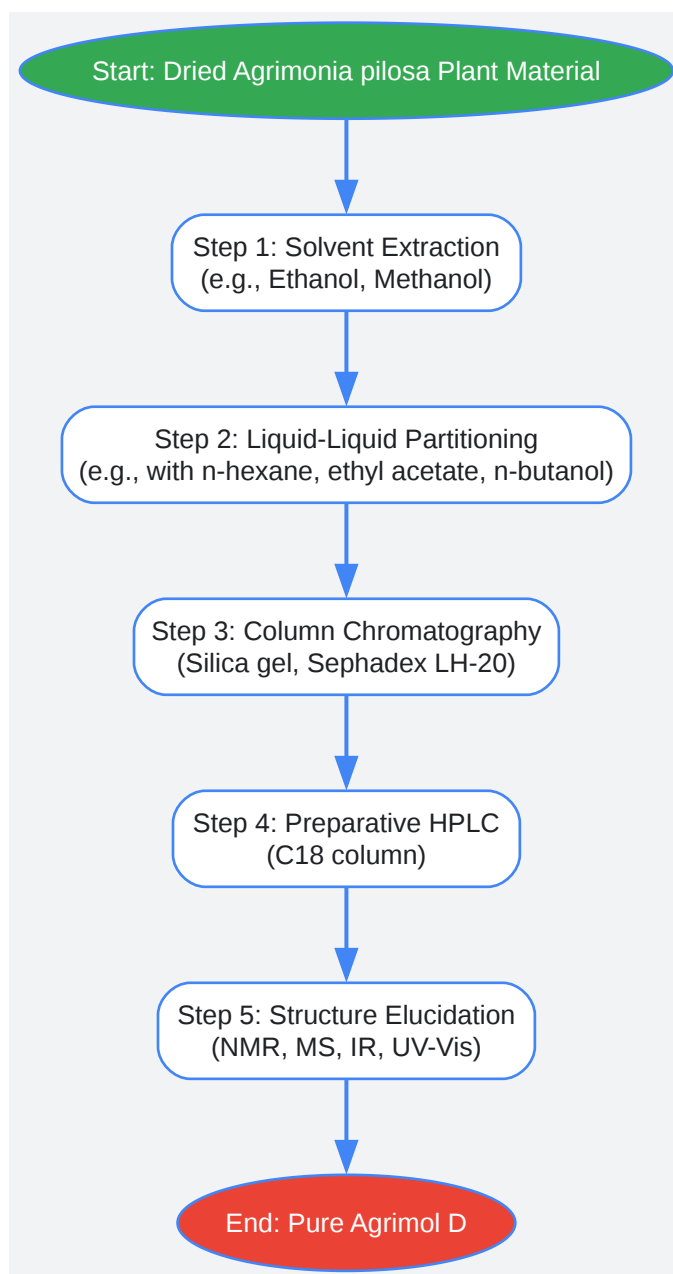 Start: Dried Agrimonia pilosa Plant Material
Step 1: Solvent Extraction
(e.g., Ethanol, Methanol)
Step 2: Liquid-Liquid Partitioning
(e.g., with n-hexane, ethyl acetate, n-butanol)
Step 3: Column Chromatography
(Silica gel, Sephadex LH-20)
Step 4: Preparative HPLC
(C18 column)
Step 5: Structure Elucidation
(NMR, MS, IR, UV-Vis)
End: Pure Agrimol D